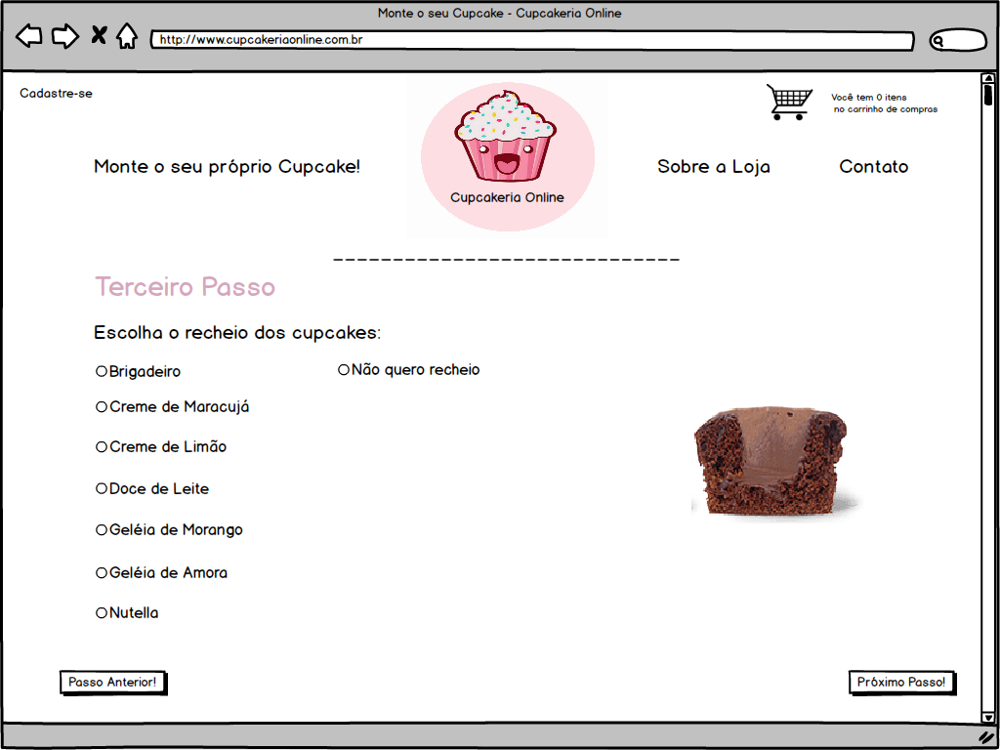 Monte o seu Cupcake - Cupcakeria Online
http://www.cupcakeriaonline.com.br
Cadastre-se
Você tem 0 itens
no carrinho de compras
Monte o seu próprio Cupcake!
Sobre a Loja
Contato
Cupcakeria Online
Terceiro Passo
Escolha o recheio dos cupcakes:
Brigadeiro
Não quero recheio
Creme de Maracujá
Creme de Limão
Doce de Leite
Geléia de Morango
Geléia de Amora
Nutella
Passo Anterior!
Próximo Passo!